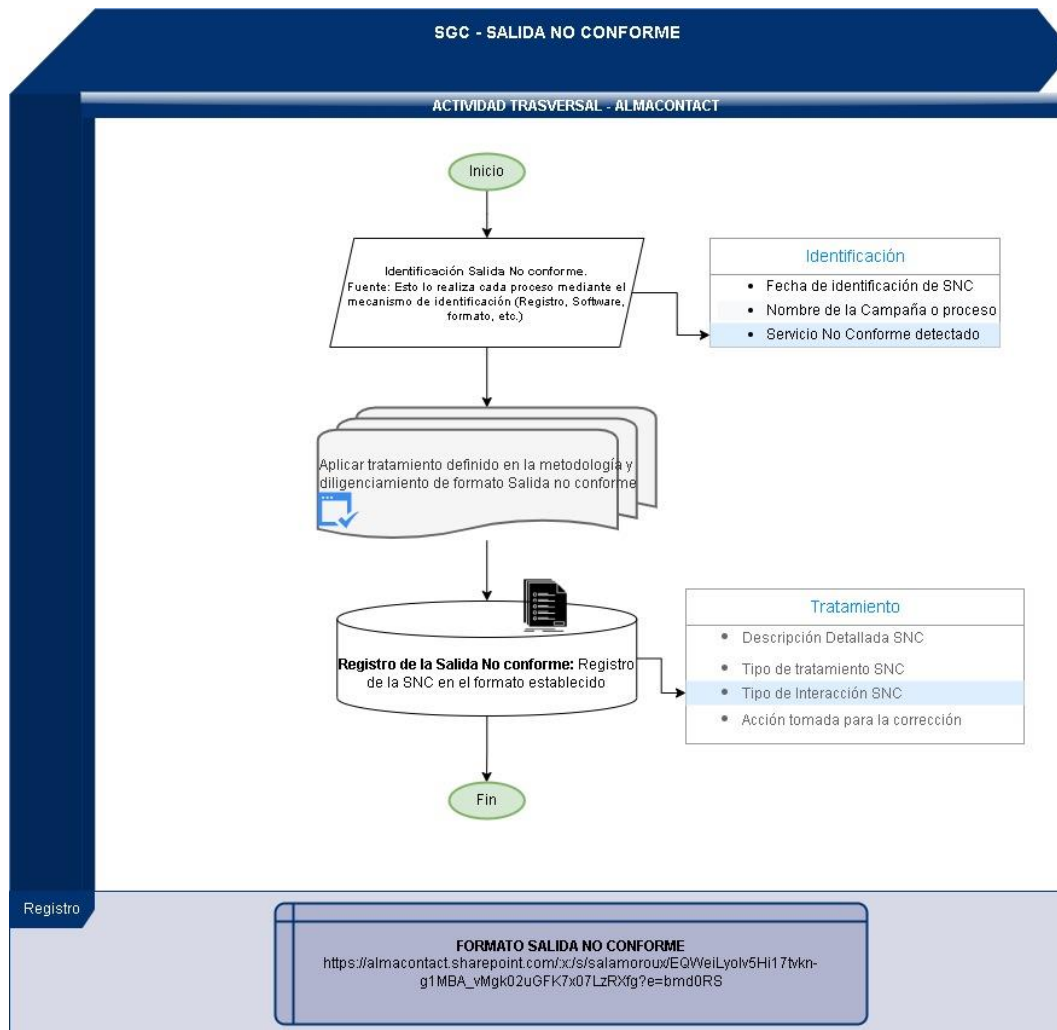 SGC - SALIDA NO CONFORME
ACTIVIDAD TRASVERSAL - ALMACONTACT
Inicio
Identificación Salida No conforme.
Fuente: Esto lo realiza cada proceso mediante el
mecanismo de identificación (Registro, Software,
formato, etc.)
Identificación
• Fecha de identificación de SNC
• Nombre de la Campaña o proceso
• Servicio No Conforme detectado
Aplicar tratamiento definido en la metodología y
diligenciamiento de formato Salida no conforme
Registro de la Salida No conforme: Registro
de la SNC en el formato establecido
Tratamiento
• Descripción Detallada SNC
• Tipo de tratamiento SNC
• Tipo de Interacción SNC
• Acción tomada para la corrección
Fin
Registro
FORMATO SALIDA NO CONFORME
https://almacontact.sharepoint.com/:x:/s/salamoroux/EQWeiLyolv5Hi17tvkn-
g1MBA_vMgk02uGFK7x07LzRXfg?e=bmd0RS